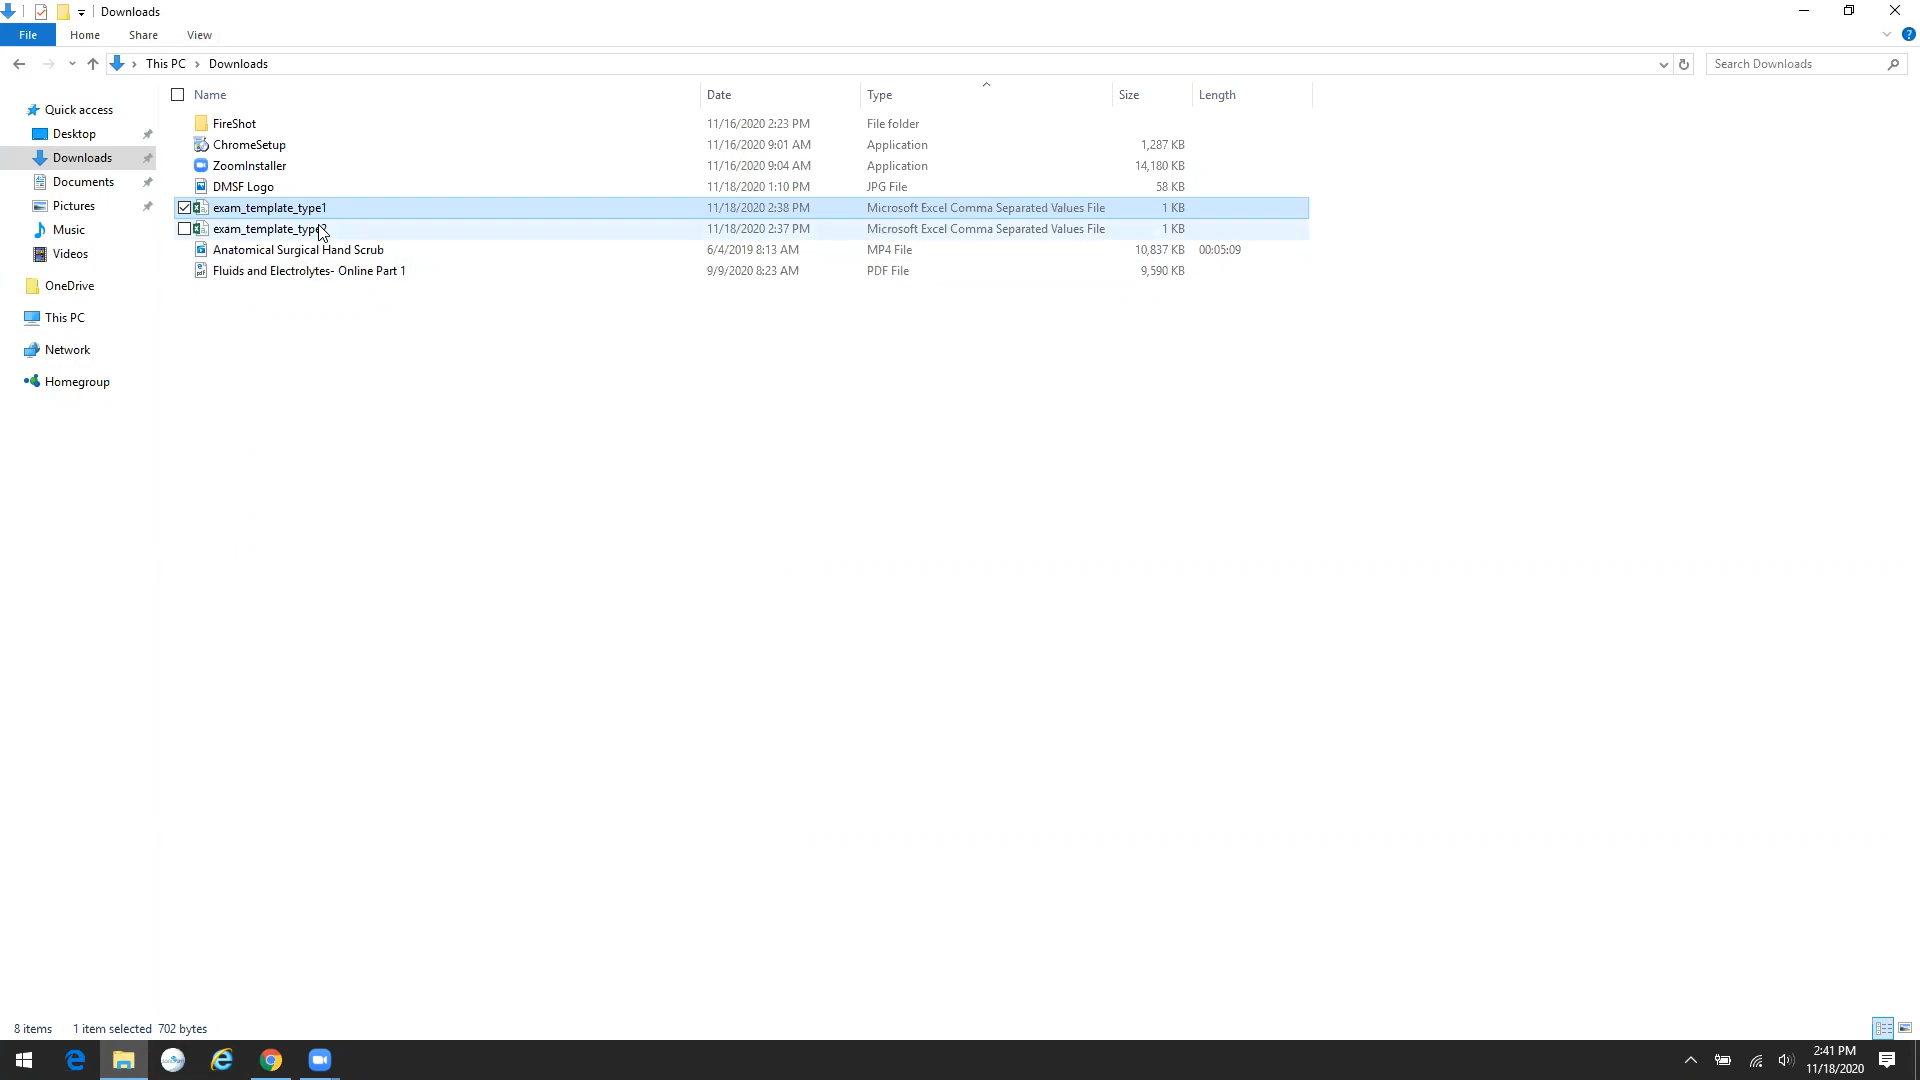 Downloads
File Home Share View
This PC Downloads Search Downloads
Name Date Type Size Length
Quick access
Desktop
Downloads
Documents
Pictures
Music
Videos
OneDrive
This PC
Network
Homegroup
FireShot 11/16/2020 2:23 PM File folder
ChromeSetup 11/16/2020 9:01 AM Application 1,287 KB
ZoomInstaller 11/16/2020 9:04 AM Application 14,180 KB
DMSF Logo 11/18/2020 1:10 PM JPG File 58 KB
exam_template_type1 11/18/2020 2:38 PM Microsoft Excel Comma Separated Values File 1 KB
11/18/2020 2:37 PM Microsoft Excel Comma Separated Values File 1 KB
Anatomical Surgical Hand Scrub 6/4/2019 8:13 AM MP4 File 10,837 KB 00:05:09
Fluids and Electrolytes- Online Part 1 9/9/2020 8:23 AM PDF File 9,590 KB
8 items 1 item selected 702 bytes
2:41 PM
11/18/2020